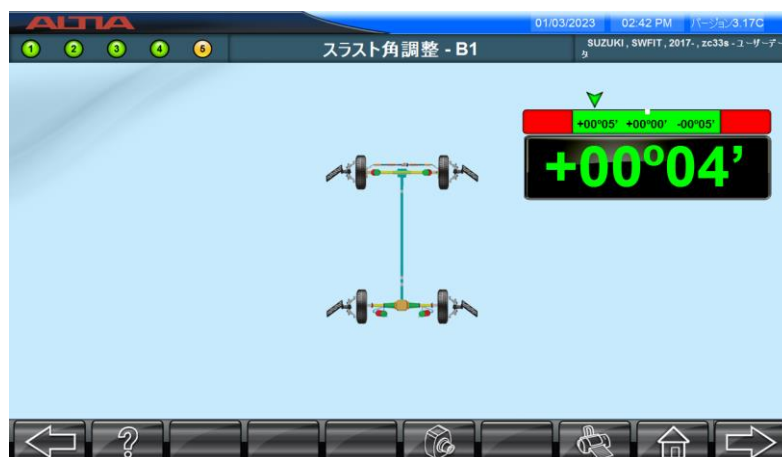 ALTIA
01/03/2023 02:42 PM バージョン3.17C
1 2 3 4 5
スラスト角調整 - B1
SUZUKI , SWFIT , 2017- , zc33s - ユーザーデー
タ
+00º05’ +00º00’ -00º05’
+00º04’
?